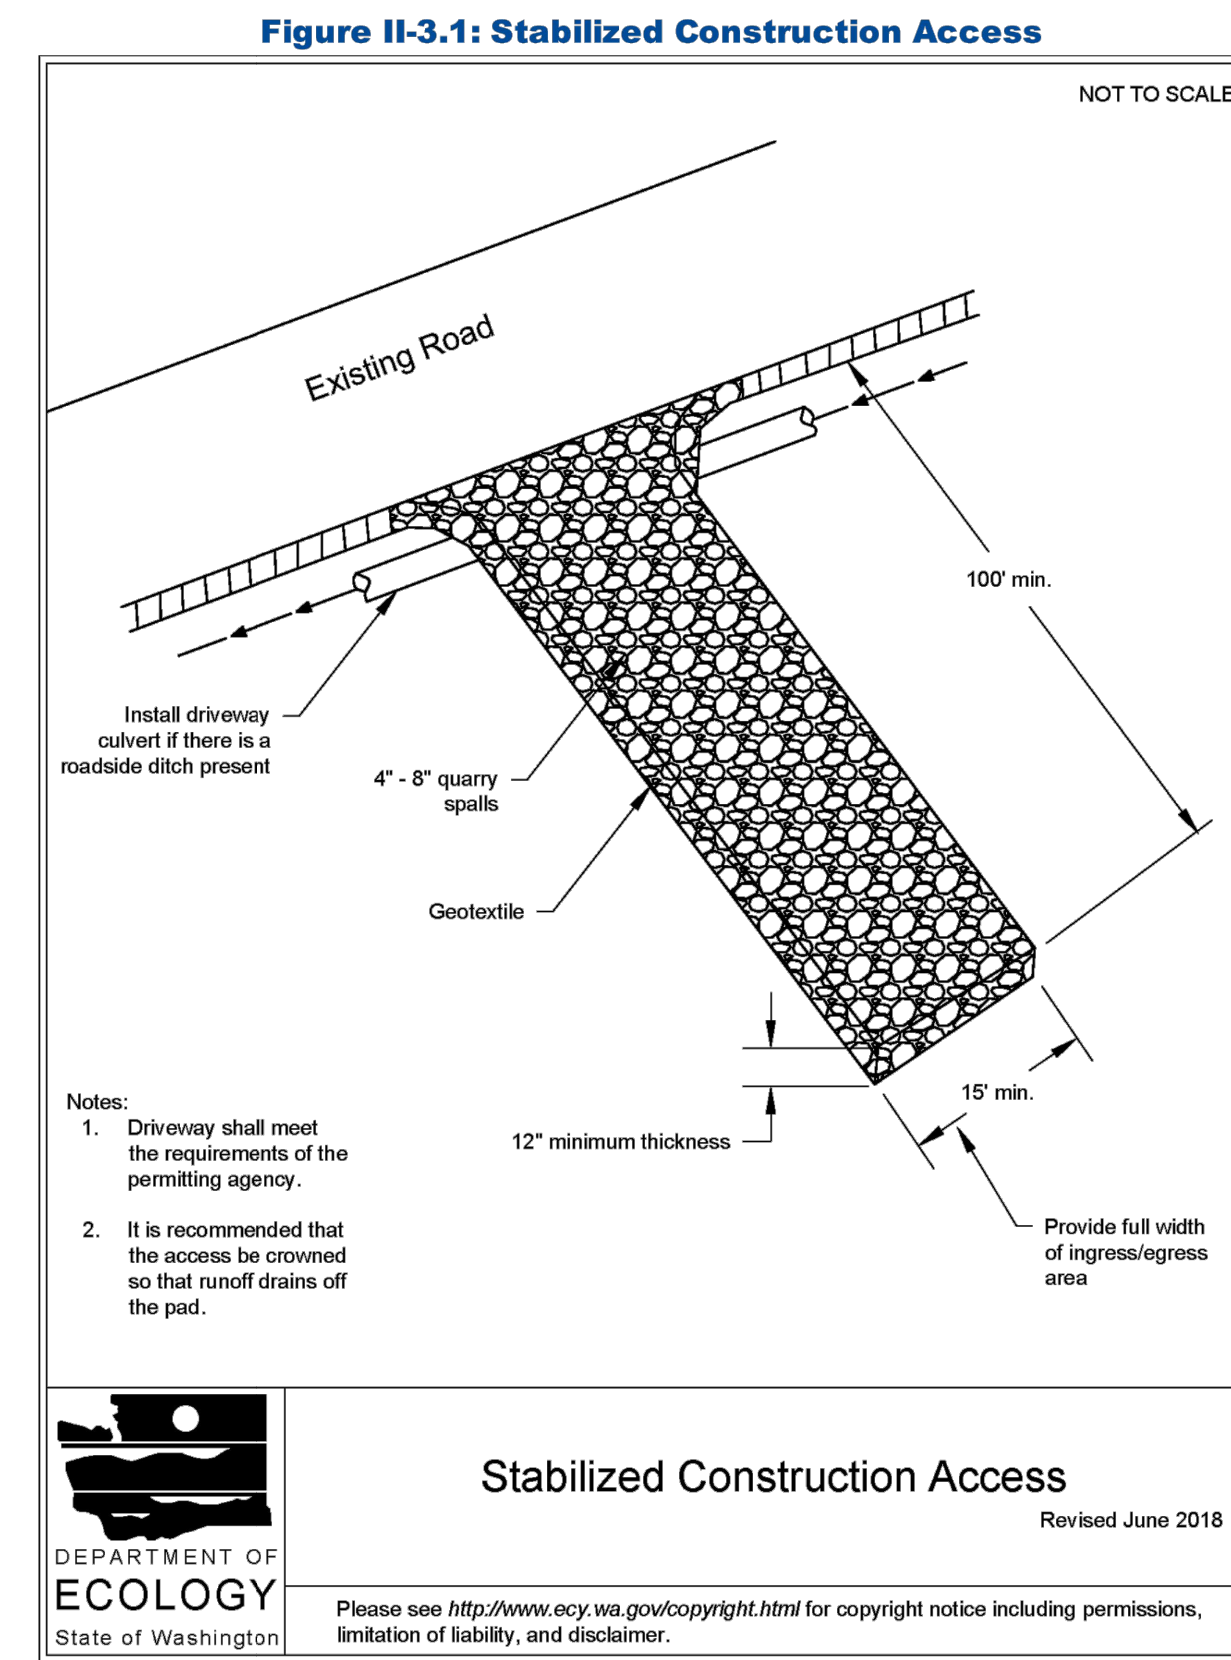 Figure II-3.1: Stabilized Construction Access
NOT TO SCALE
Existing Road
100' min.
Install driveway
culvert if there is a
roadside ditch present
4" - 8" quarry
spalls
Geotextile
15' min.
12" minimum thickness
Provide full width
of ingress/egress
area
Notes:
1. Driveway shall meet
the requirements of the
permitting agency.
2. It is recommended that
the access be crowned
so that runoff drains off
the pad.
DEPARTMENT OF
ECOLOGY
State of Washington
Stabilized Construction Access
Revised June 2018
Please see http://www.ecy.wa.gov/copyright.html for copyright notice including permissions,
limitation of liability, and disclaimer.